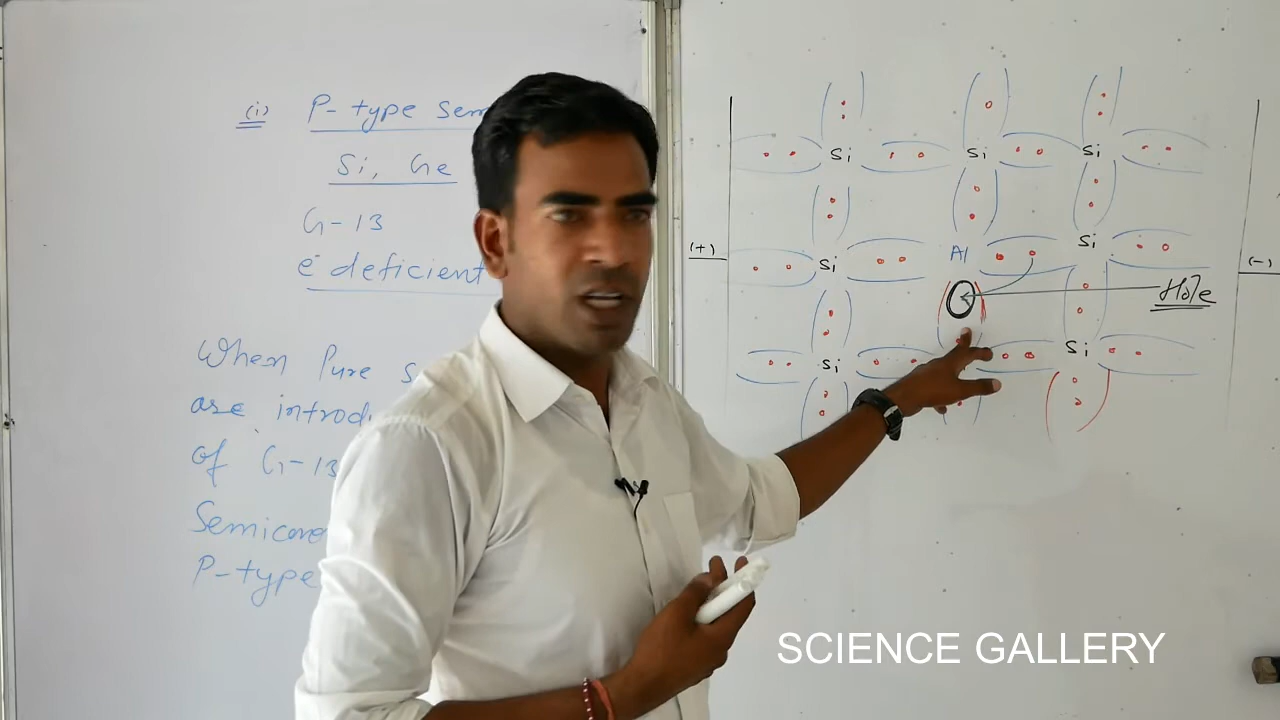 (i) P-type sem
Si, Ge
G-13
e⁻ deficient
When Pure s
are introd
of G-13
Semicon
P-type
Si Si Si
(+) Si Al Si (-)
Hole
Si Si
SCIENCE GALLERY